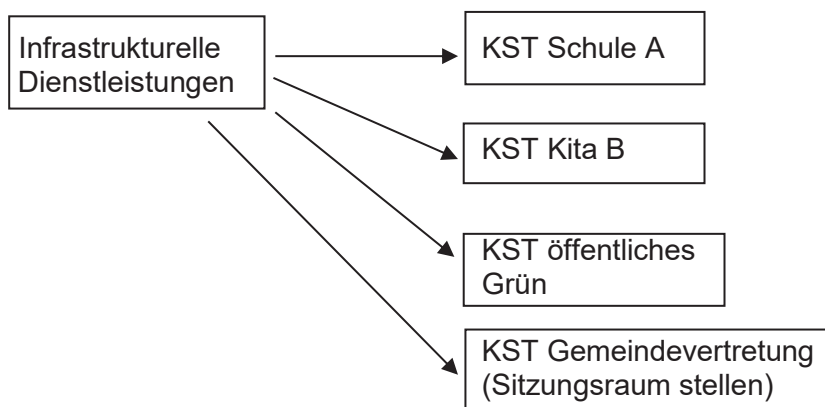 Infrastrukturelle
Dienstleistungen
KST Schule A
KST Kita B
KST öffentliches
Grün
KST Gemeindevertretung
(Sitzungsraum stellen)